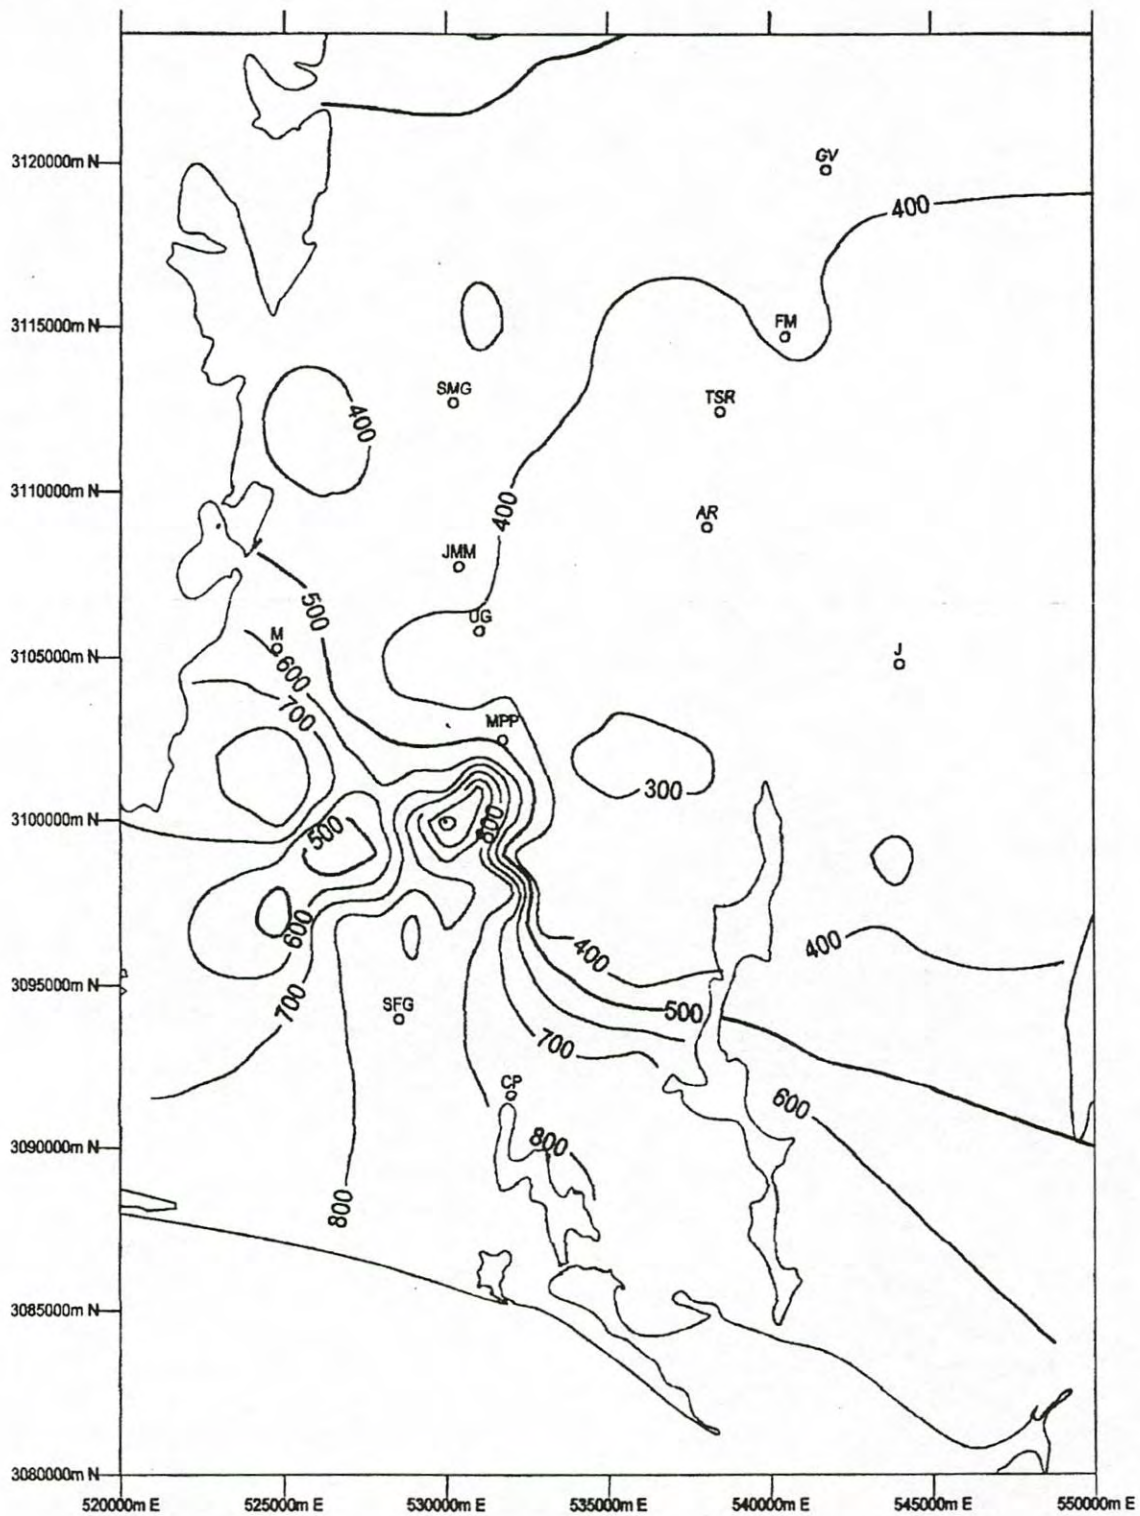 3120000m N
GV
400
3115000m N
FM
SMG
TSR
400
3110000m N
400
AR
JMM
500
UG
M
3105000m N
J
600
700
MPP
300
3100000m N
500
800
600
400
400
3095000m N
700
SFG
500
700
CP
600
3090000m N
800
800
3085000m N
3080000m N
520000m E 525000m E 530000m E 535000m E 540000m E 545000m E 550000m E